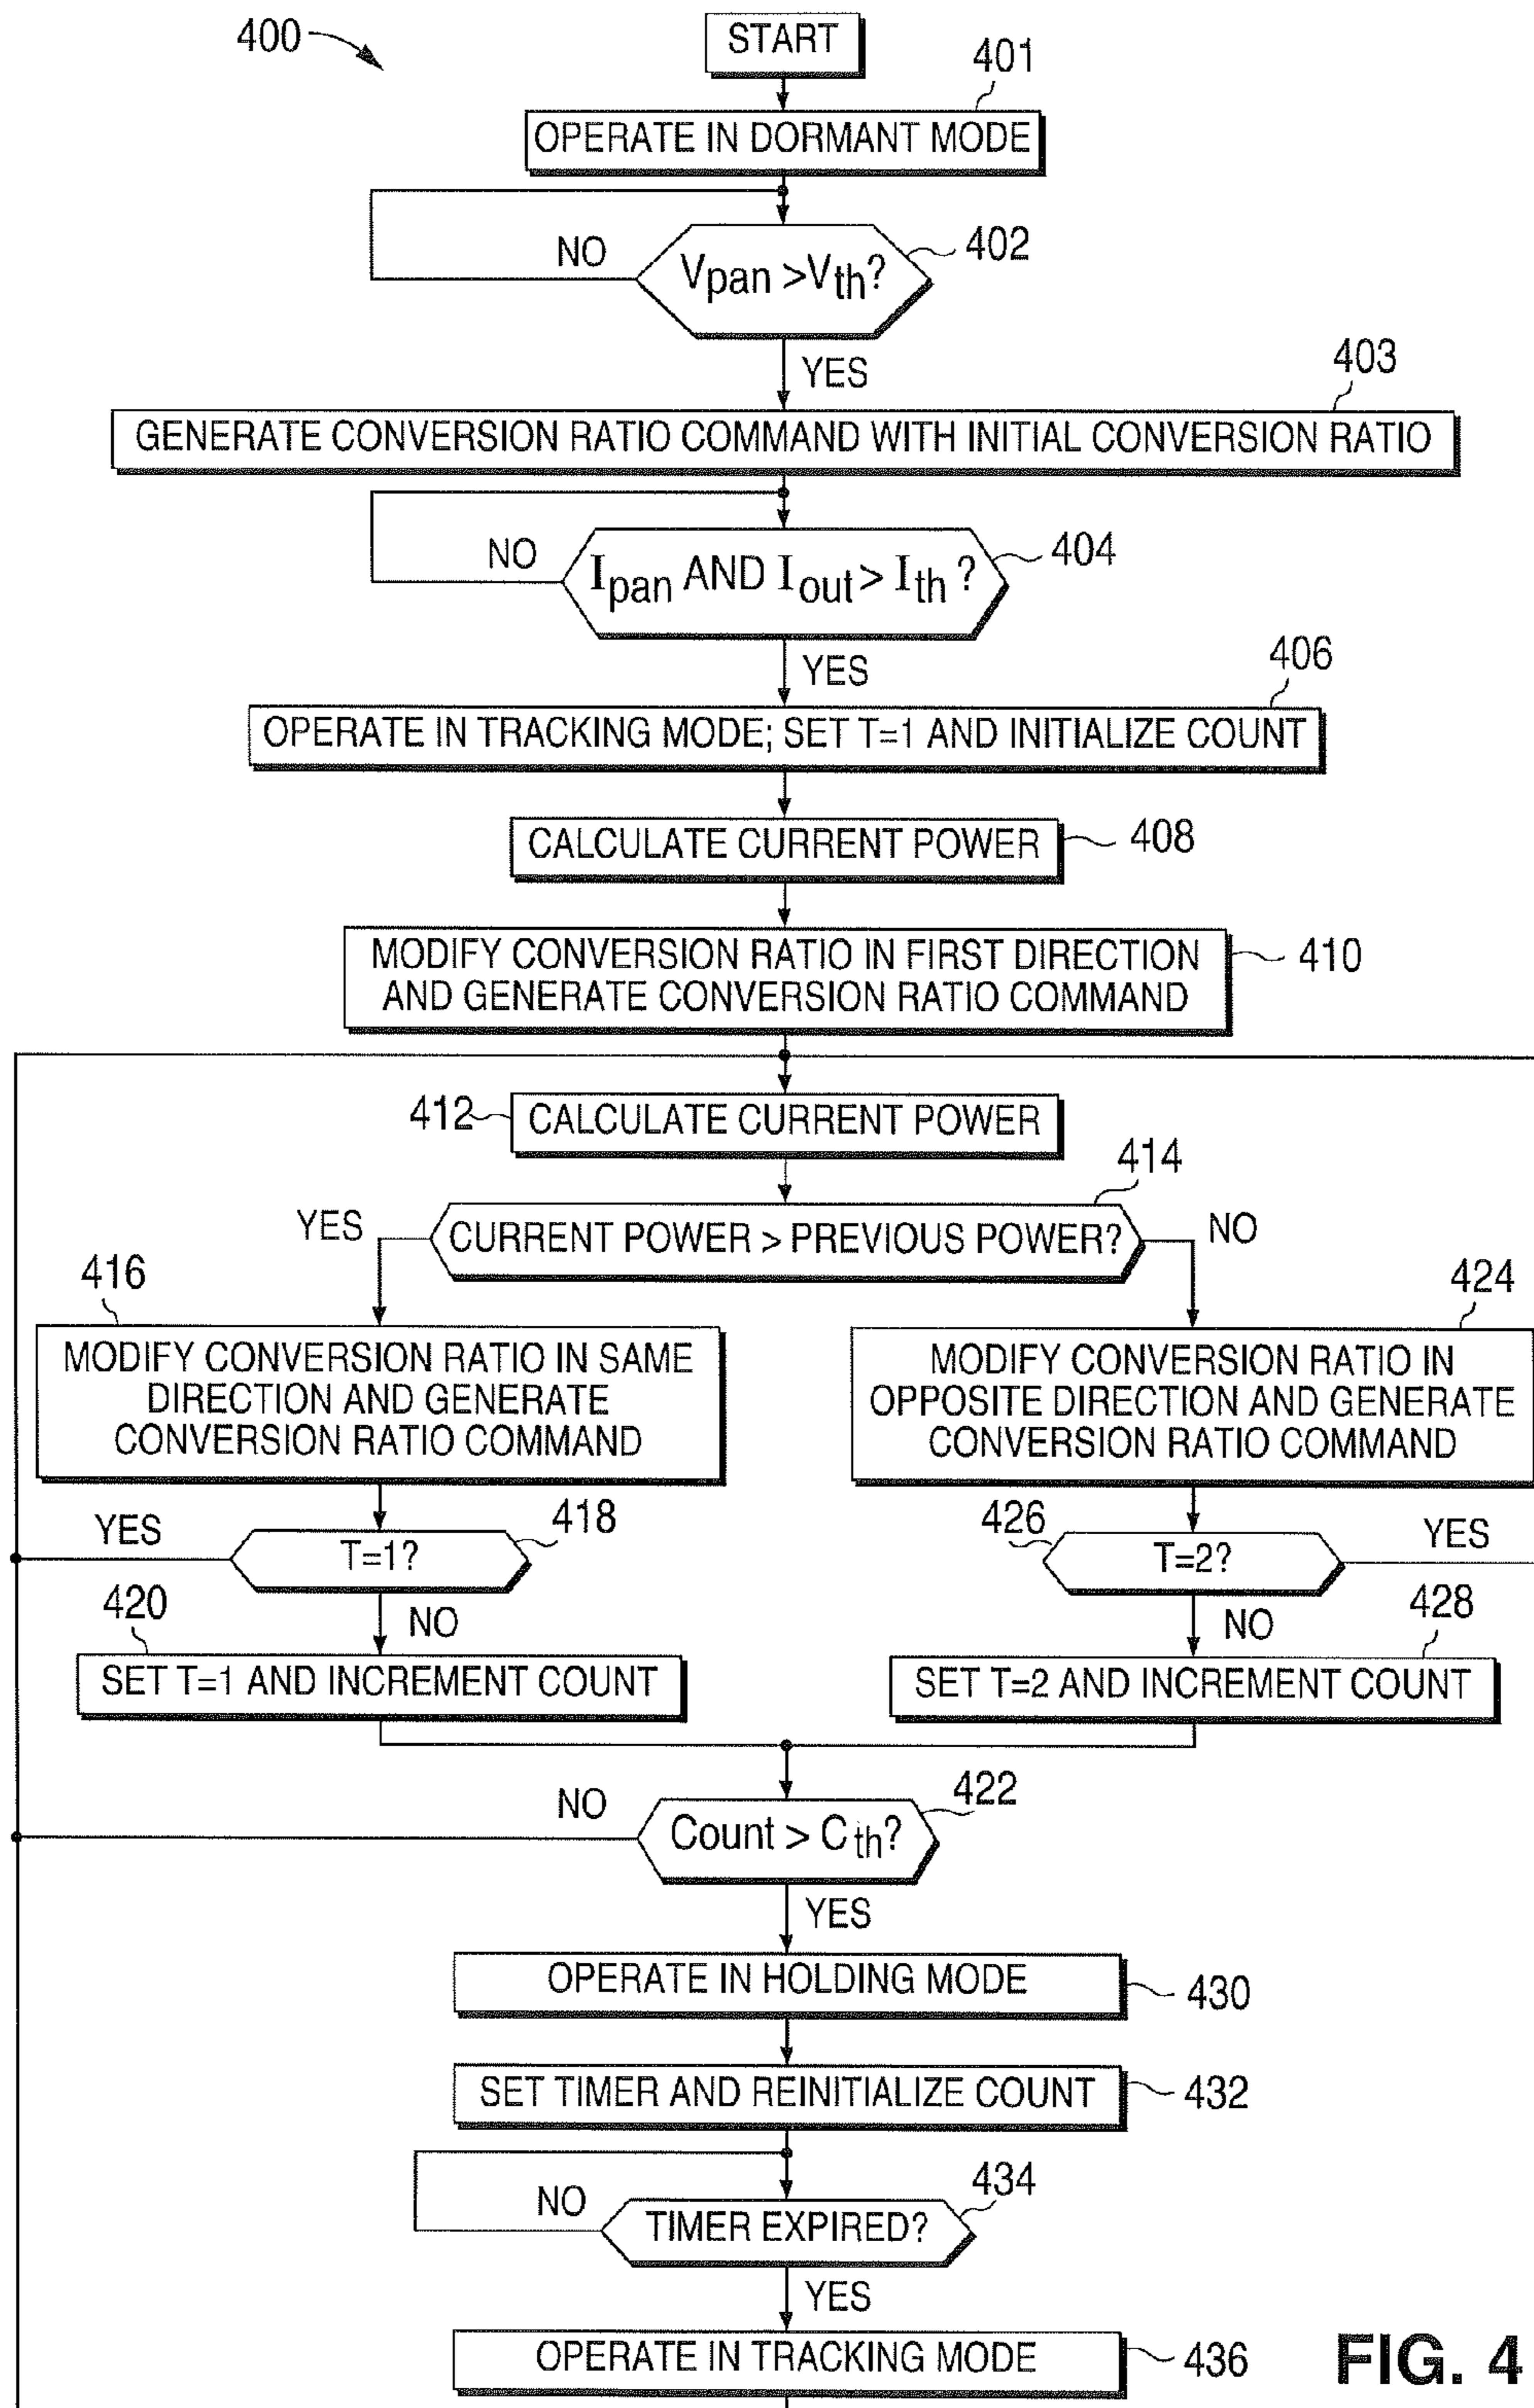 400
START
401
OPERATE IN DORMANT MODE
402
NO
Vpan >Vth?
YES
403
GENERATE CONVERSION RATIO COMMAND WITH INITIAL CONVERSION RATIO
NO
404
Ipan AND Iout> Ith ?
YES
406
OPERATE IN TRACKING MODE; SET T=1 AND INITIALIZE COUNT
CALCULATE CURRENT POWER
408
MODIFY CONVERSION RATIO IN FIRST DIRECTION
AND GENERATE CONVERSION RATIO COMMAND
410
412
CALCULATE CURRENT POWER
414
YES
CURRENT POWER > PREVIOUS POWER?
NO
416
MODIFY CONVERSION RATIO IN SAME
DIRECTION AND GENERATE
CONVERSION RATIO COMMAND
424
MODIFY CONVERSION RATIO IN
OPPOSITE DIRECTION AND GENERATE
CONVERSION RATIO COMMAND
YES
418
T=1?
426
YES
T=2?
420
NO
SET T=1 AND INCREMENT COUNT
NO
428
SET T=2 AND INCREMENT COUNT
NO
422
Count > Cth?
YES
OPERATE IN HOLDING MODE
430
SET TIMER AND REINITIALIZE COUNT
432
434
NO
TIMER EXPIRED?
YES
OPERATE IN TRACKING MODE
436
FIG. 4